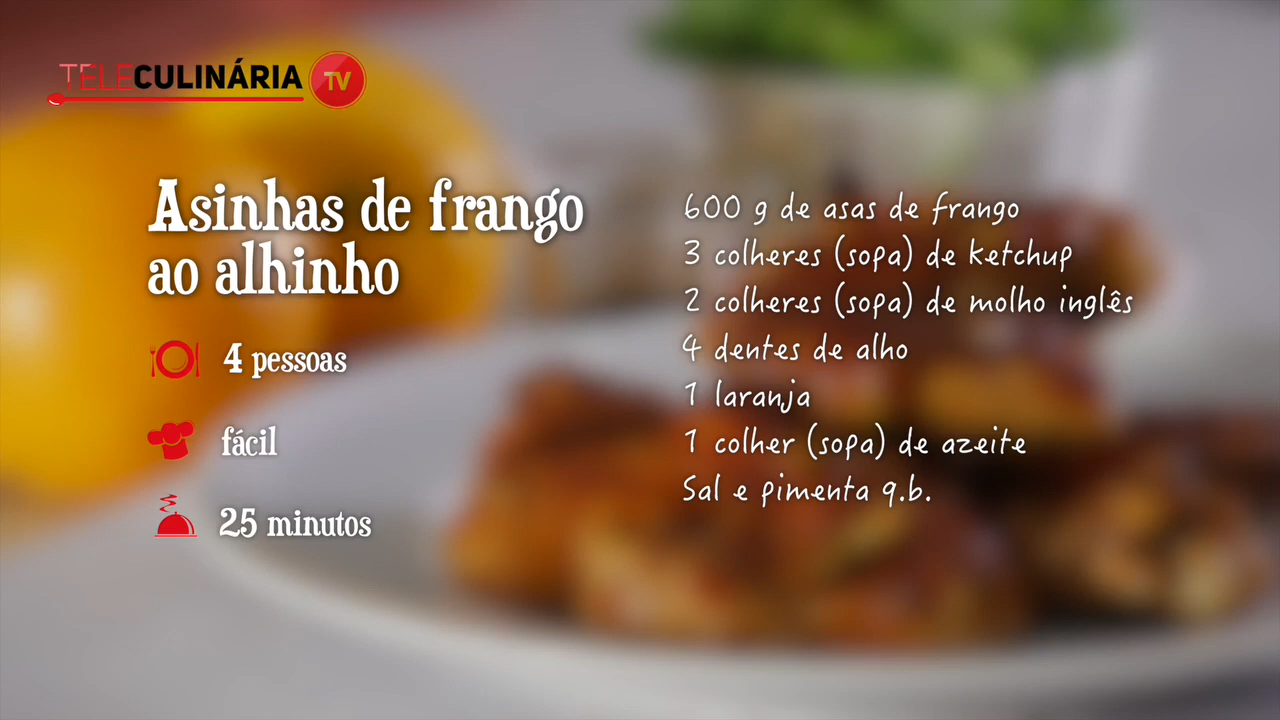 TELECULINÁRIA TV
Asinhas de frango
ao alhinho
4 pessoas
fácil
25 minutos
600 g de asas de frango
3 colheres (sopa) de ketchup
2 colheres (sopa) de molho inglês
4 dentes de alho
1 laranja
1 colher (sopa) de azeite
Sal e pimenta q.b.